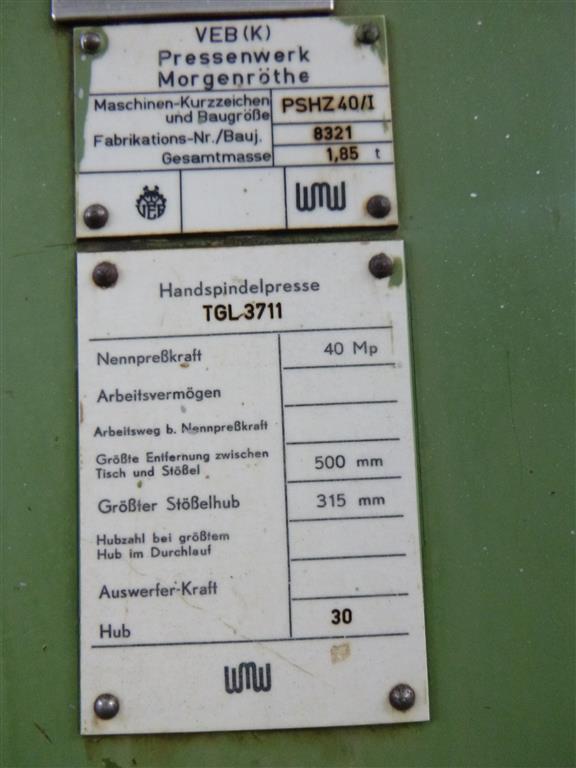 VEB (K)
Pressenwerk
Morgenröthe
Maschinen-Kurzzeichen und Baugröße PSHZ 40/I
Fabrikations-Nr./Bauj. 8321
Gesamtmasse 1,85 t
WMW
Handspindelpresse
TGL 3711
Nennpreßkraft 40 Mp
Arbeitsvermögen
Arbeitsweg b. Nennpreßkraft
Größte Entfernung zwischen
Tisch und Stößel 500 mm
Größter Stößelhub 315 mm
Hubzahl bei größtem
Hub im Durchlauf
Auswerfer-Kraft
Hub 30
WMW